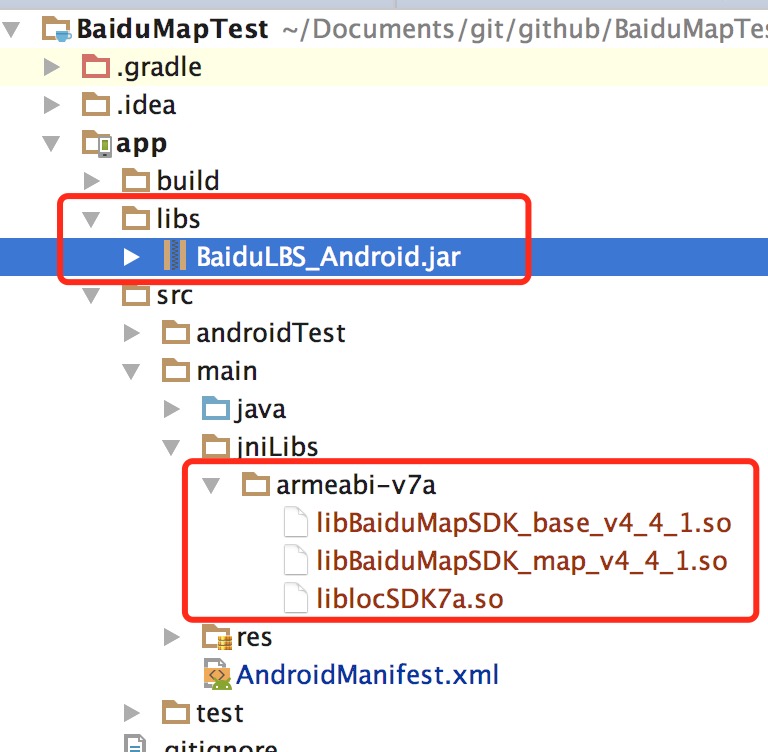 BaiduMapTest ~/Documents/git/github/BaiduMapTes
.gradle
.idea
app
build
libs
BaiduLBS_Android.jar
src
androidTest
main
java
jniLibs
armeabi-v7a
libBaiduMapSDK_base_v4_4_1.so
libBaiduMapSDK_map_v4_4_1.so
liblocSDK7a.so
res
AndroidManifest.xml
test
.gitignore